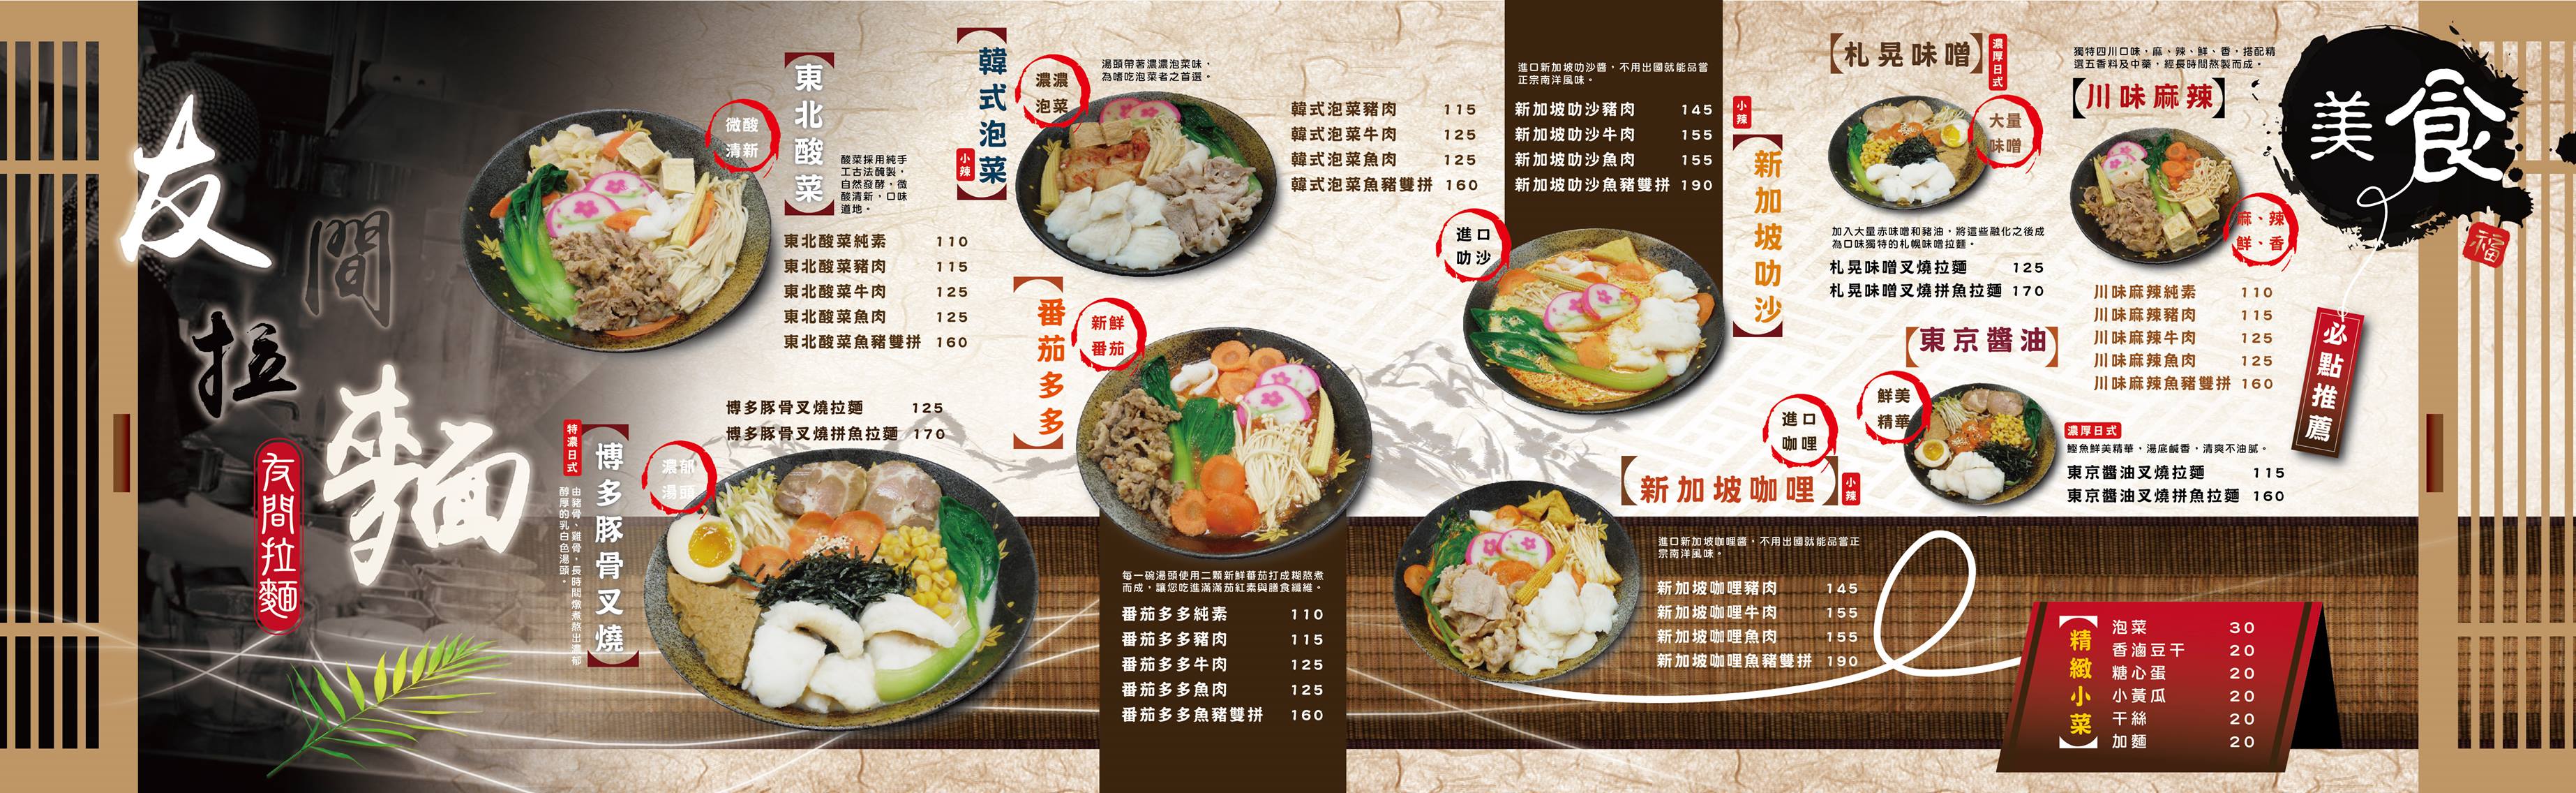 友
間
拉
麵
友間拉麵
東北酸菜
微酸
清新
酸菜採用純手
工古法醃製，
自然發酵，微
酸清新，口味
道地。
東北酸菜純素 110
東北酸菜豬肉 115
東北酸菜牛肉 125
東北酸菜魚肉 125
東北酸菜魚豬雙拼 160
博多豚骨叉燒拉麵 125
博多豚骨叉燒拼魚拉麵 170
特濃日式
博多豚骨叉燒
濃郁
湯頭
由豬骨、雞骨，長時間燉煮熬出濃郁
醇厚的乳白色湯頭。
韓式泡菜
小辣
濃濃
泡菜
湯頭帶著濃濃泡菜味，
為嗜吃泡菜者之首選。
韓式泡菜豬肉 115
韓式泡菜牛肉 125
韓式泡菜魚肉 125
韓式泡菜魚豬雙拼 160
番茄多多
新鮮
番茄
每一碗湯頭使用二顆新鮮蕃茄打成糊熬煮
而成，讓您吃進滿滿茄紅素與膳食纖維。
番茄多多純素 110
番茄多多豬肉 115
番茄多多牛肉 125
番茄多多魚肉 125
番茄多多魚豬雙拼 160
進口新加坡叻沙醬，不用出國就能品嘗
正宗南洋風味。
新加坡叻沙豬肉 145
新加坡叻沙牛肉 155
新加坡叻沙魚肉 155
新加坡叻沙魚豬雙拼 190
小辣
新加坡叻沙
進口
叻沙
進口
咖哩
新加坡咖哩
小辣
進口新加坡咖哩醬，不用出國就能品嘗正
宗南洋風味。
新加坡咖哩豬肉 145
新加坡咖哩牛肉 155
新加坡咖哩魚肉 155
新加坡咖哩魚豬雙拼 190
札晃味噌
濃厚日式
大量
味噌
加入大量赤味噌和豬油，將這些融化之後成
為口味獨特的札幌味噌拉麵。
札晃味噌叉燒拉麵 125
札晃味噌叉燒拼魚拉麵 170
東京醬油
鮮美
精華
濃厚日式
鰹魚鮮美精華，湯底鹹香，清爽不油膩。
東京醬油叉燒拉麵 115
東京醬油叉燒拼魚拉麵 160
獨特四川口味，麻、辣、鮮、香，搭配精
選五香料及中藥，經長時間熬製而成。
川味麻辣
麻、辣
鮮、香
川味麻辣純素 110
川味麻辣豬肉 115
川味麻辣牛肉 125
川味麻辣魚肉 125
川味麻辣魚豬雙拼 160
美食
福
必點推薦
精緻小菜
泡菜 30
香滷豆干 20
糖心蛋 20
小黃瓜 20
干絲 20
加麵 20